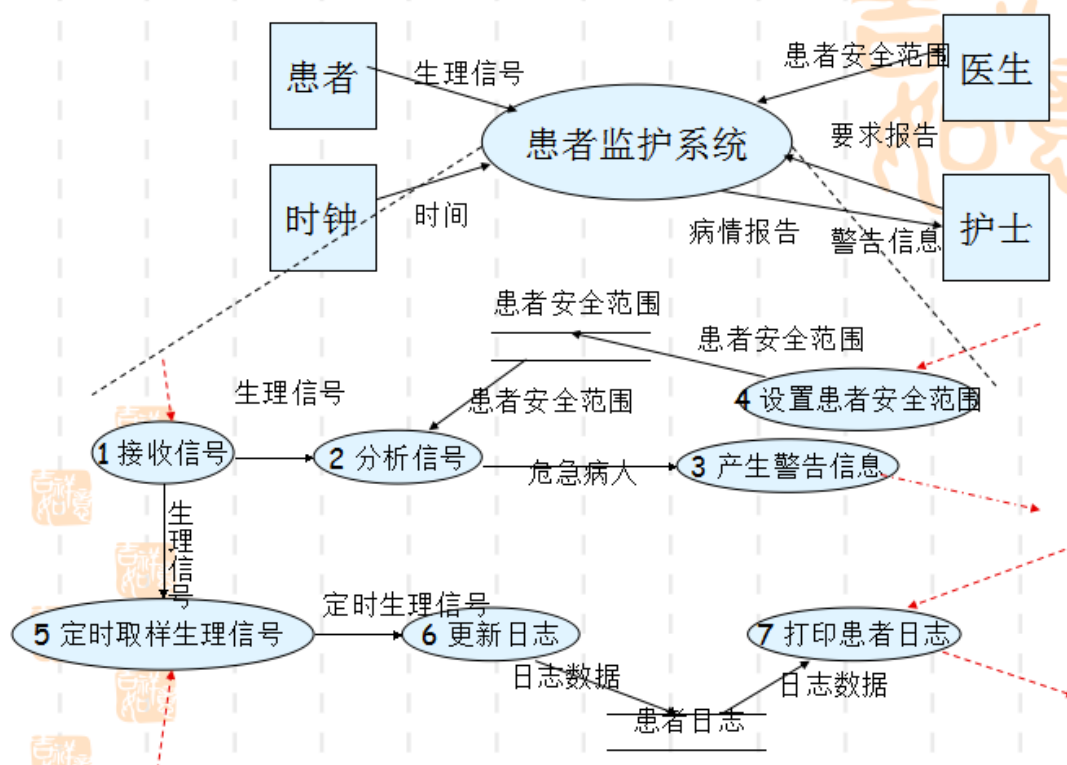 患者
生理信号
患者安全范围
医生
患者监护系统
要求报告
时钟
时间
病情报告
警告信息
护士
患者安全范围
患者安全范围
生理信号
患者安全范围
4 设置患者安全范围
1 接收信号
2 分析信号
危急病人
3 产生警告信息
生理信号
定时生理信号
5 定时取样生理信号
6 更新日志
7 打印患者日志
日志数据
日志数据
患者日志